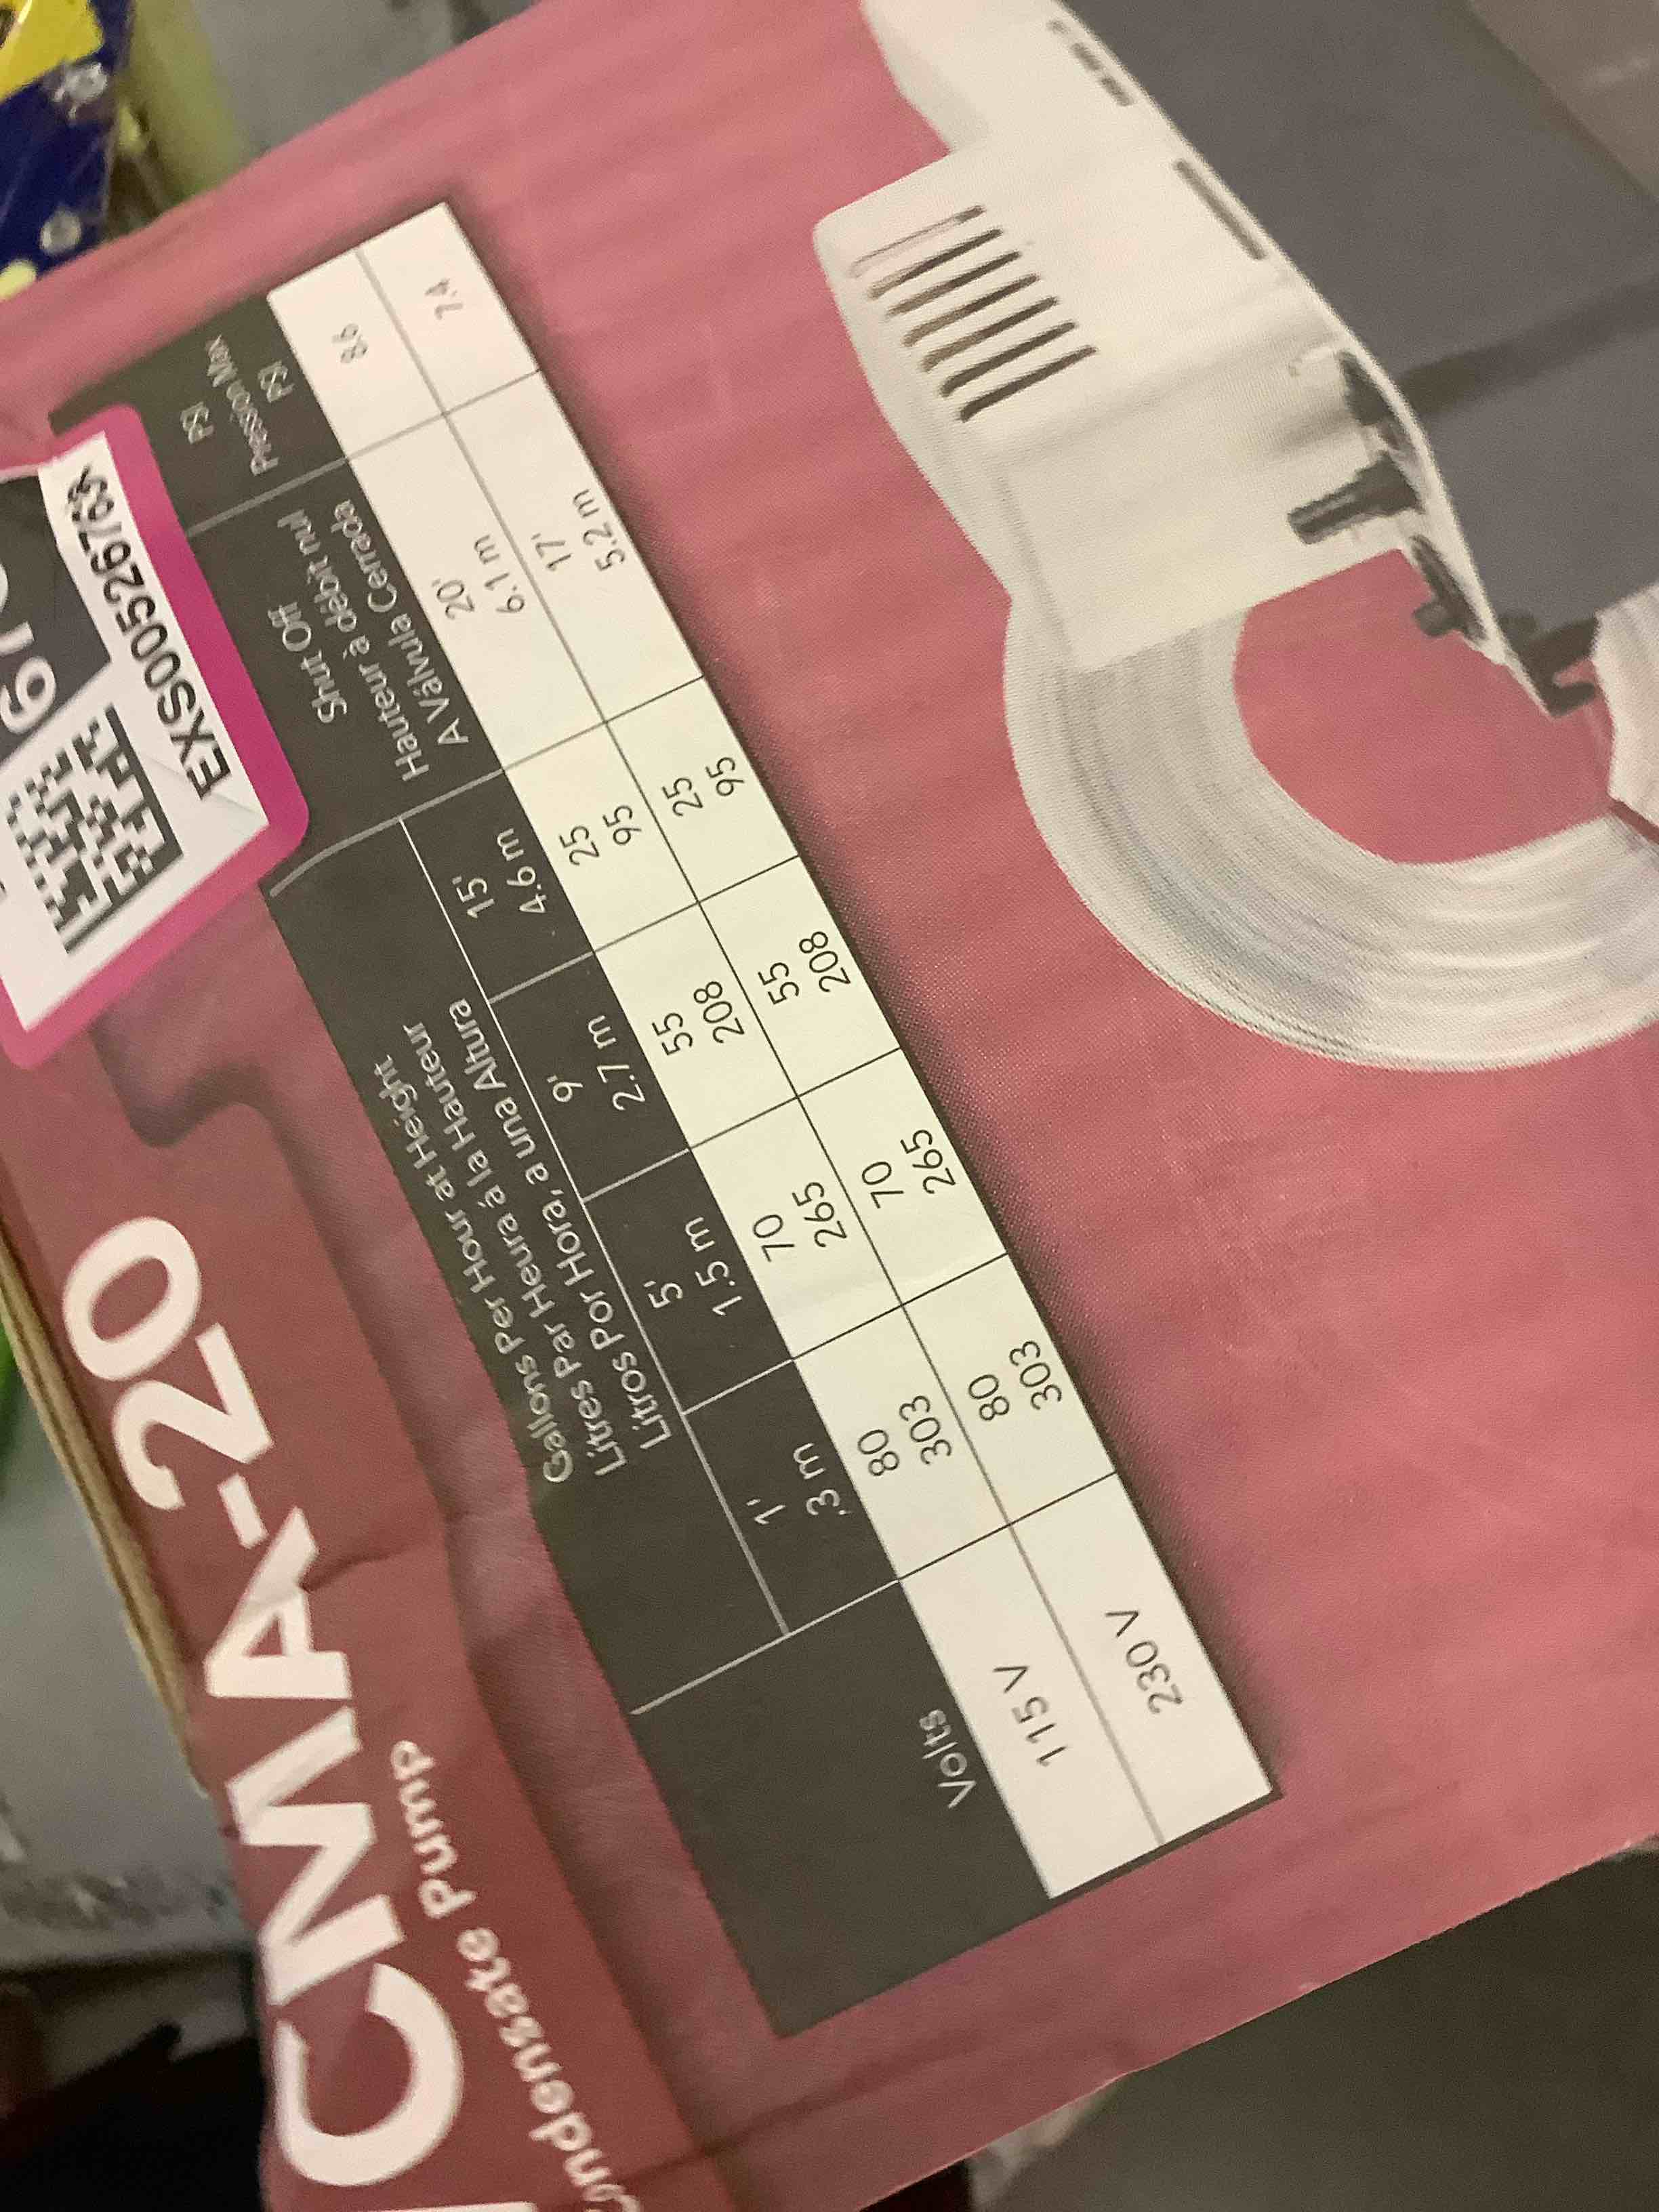 CMA-20
Condensate Pump
EXS00526768
Volts
Gallons Per Hour at Height
Litres Par Heura á la Hauteur
Litros Por Hora, a una Altura
1' 5' 9' 15'
.3 m 1.5 m 2.7 m 4.6 m
Shut Off
Hauteur à débit nul
A Válvula Cerrada
PSI
Pression Max
PSI
115 V 80 70 55 25 20' 8.6
303 265 208 95 6.1 m
230 V 80 70 55 25 17' 7.4
303 265 208 95 5.2 m